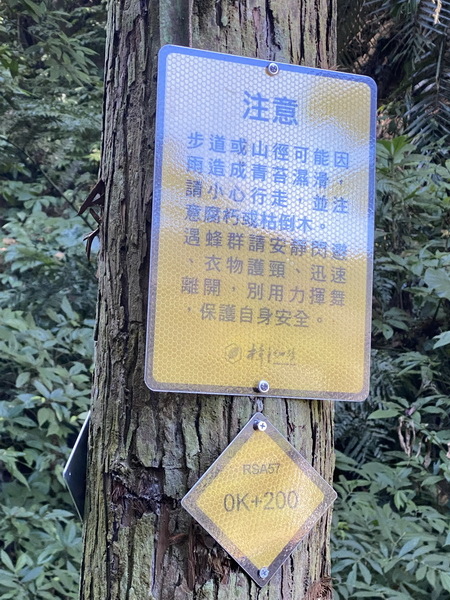 注意
步道或山徑可能因
雨造成青苔濕滑，
請小心行走，並注
意腐朽或枯倒木。
遇蜂群請安靜閃避
、衣物護頸、迅速
離開，別用力揮舞
，保護自身安全。
RSA57
0K+200